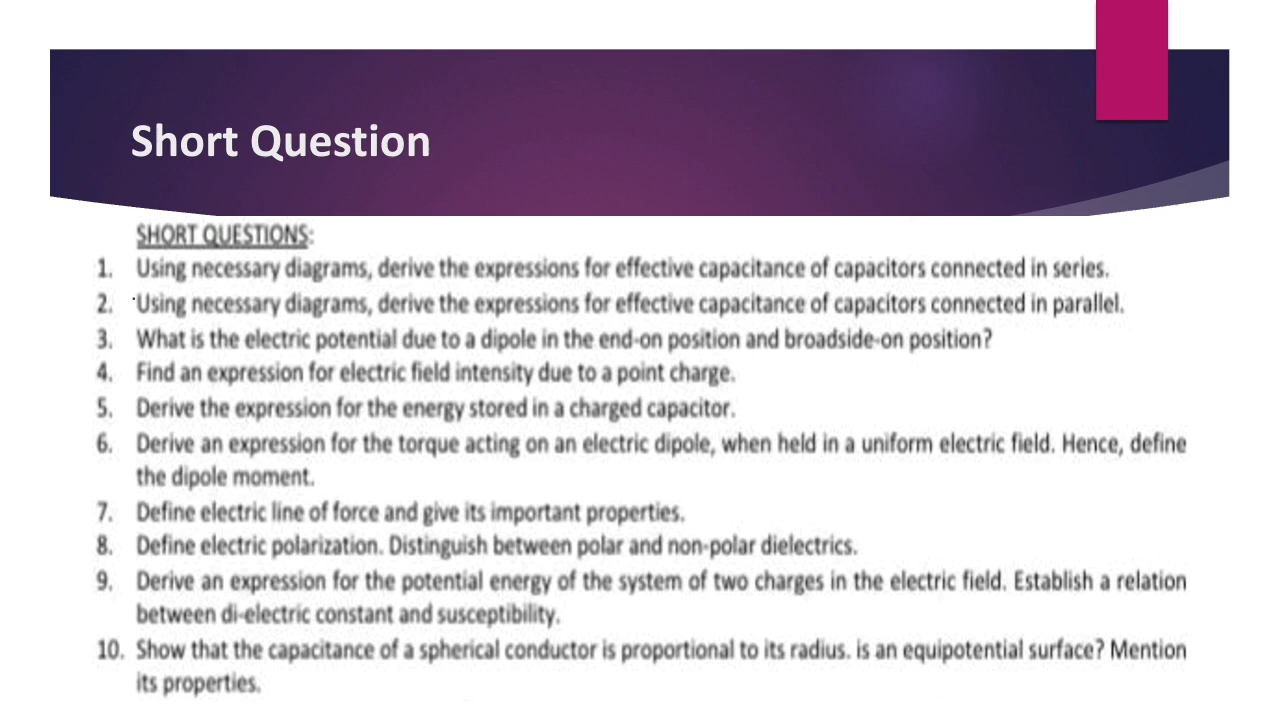 Short Question
SHORT QUESTIONS:
1. Using necessary diagrams, derive the expressions for effective capacitance of capacitors connected in series.
2. Using necessary diagrams, derive the expressions for effective capacitance of capacitors connected in parallel.
3. What is the electric potential due to a dipole in the end-on position and broadside-on position?
4. Find an expression for electric field intensity due to a point charge.
5. Derive the expression for the energy stored in a charged capacitor.
6. Derive an expression for the torque acting on an electric dipole, when held in a uniform electric field. Hence, define
the dipole moment.
7. Define electric line of force and give its important properties.
8. Define electric polarization. Distinguish between polar and non-polar dielectrics.
9. Derive an expression for the potential energy of the system of two charges in the electric field. Establish a relation
between di-electric constant and susceptibility.
10. Show that the capacitance of a spherical conductor is proportional to its radius. is an equipotential surface? Mention
its properties.